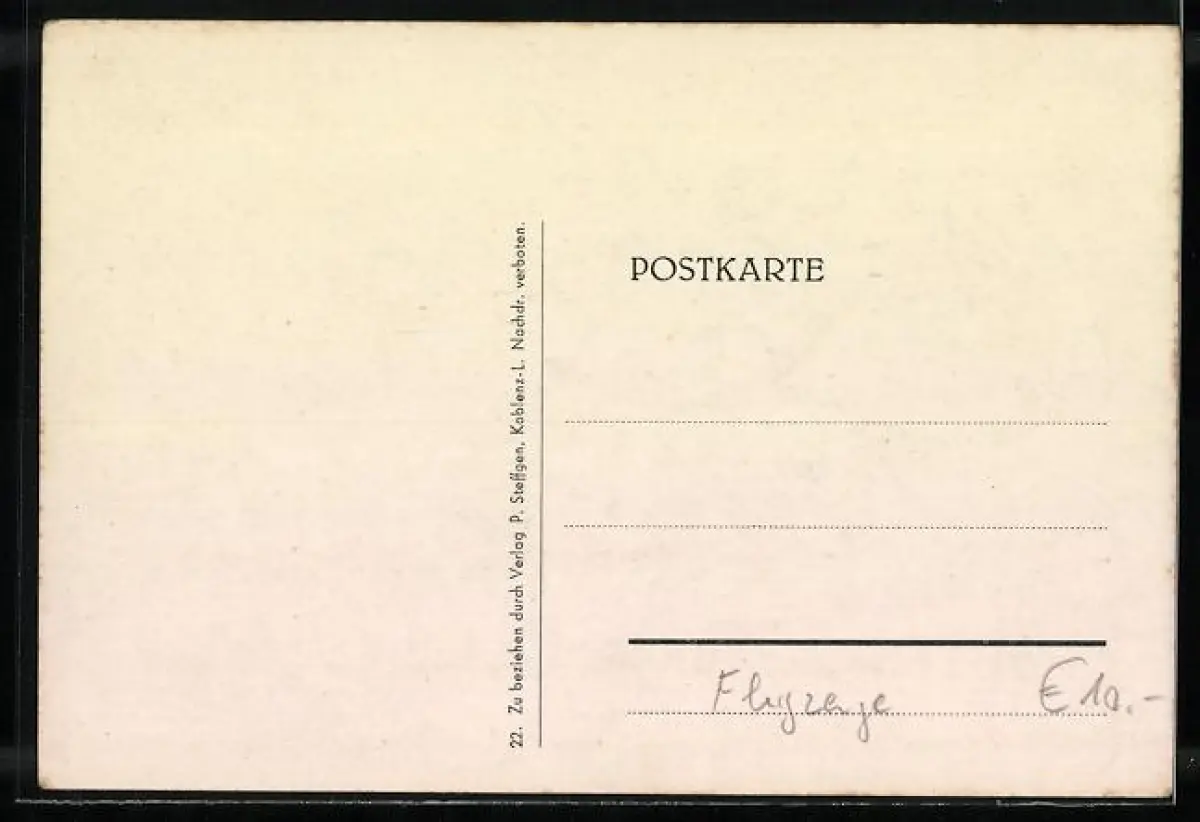 22. Zu beziehen durch Verlag P. Steffgen, Koblenz-L. Nachdr. verboten.
POSTKARTE
Flugzeuge € 10.-